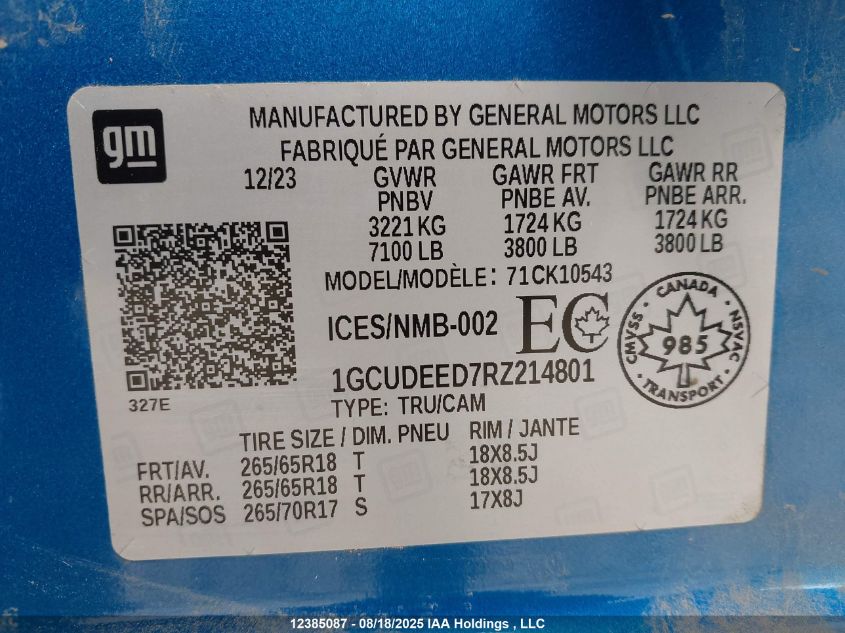 gm
MANUFACTURED BY GENERAL MOTORS LLC
FABRIQUÉ PAR GENERAL MOTORS LLC
12/23 GVWR GAWR FRT GAWR RR
PNBV PNBE AV. PNBE ARR.
3221 KG 1724 KG 1724 KG
7100 LB 3800 LB 3800 LB
MODEL/MODÈLE: 71CK10543
ICES/NMB-002 EC
CANADA
CMVSS 985 NSVAC
TRANSPORT
1GCUDEED7RZ214801
327E
TYPE: TRU/CAM
TIRE SIZE / DIM. PNEU RIM / JANTE
FRT/AV. 265/65R18 T 18X8.5J
RR/ARR. 265/65R18 T 18X8.5J
SPA/SOS 265/70R17 S 17X8J
12385087 - 08/18/2025 IAA Holdings , LLC